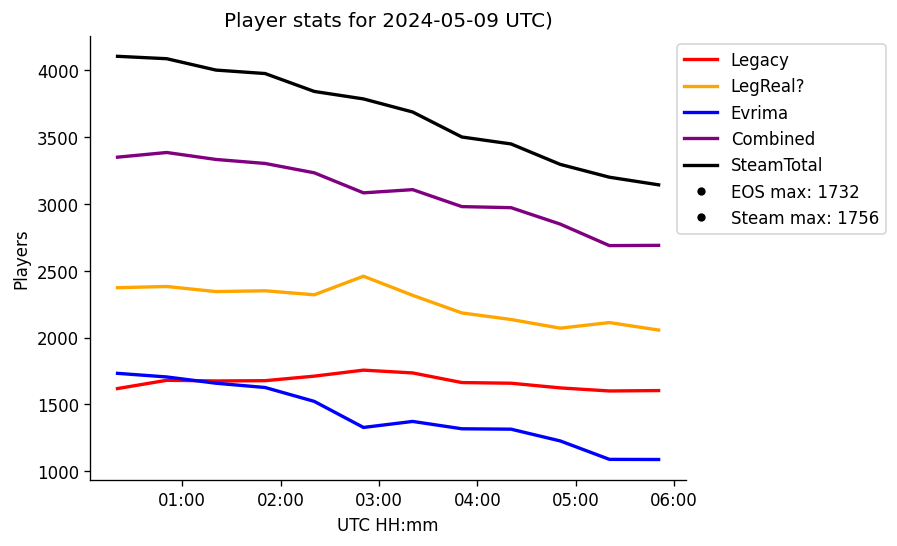 Player stats for 2024-05-09 UTC)
Legacy
LegReal?
Evrima
Combined
SteamTotal
EOS max: 1732
Steam max: 1756
Players
4000
3500
3000
2500
2000
1500
1000
01:00 02:00 03:00 04:00 05:00 06:00
UTC HH:mm